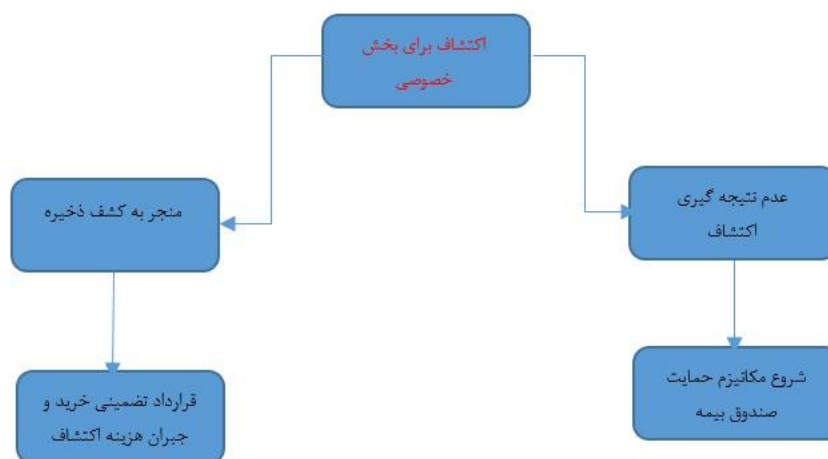 اکتشاف برای بخش
خصوصی
عدم نتیجه گیری
اکتشاف
منجر به کشف ذخیره
شروع مکانیزم حمایت
صندوق بیمه
قرارداد تضمینی خرید و
جبران هزینه اکتشاف